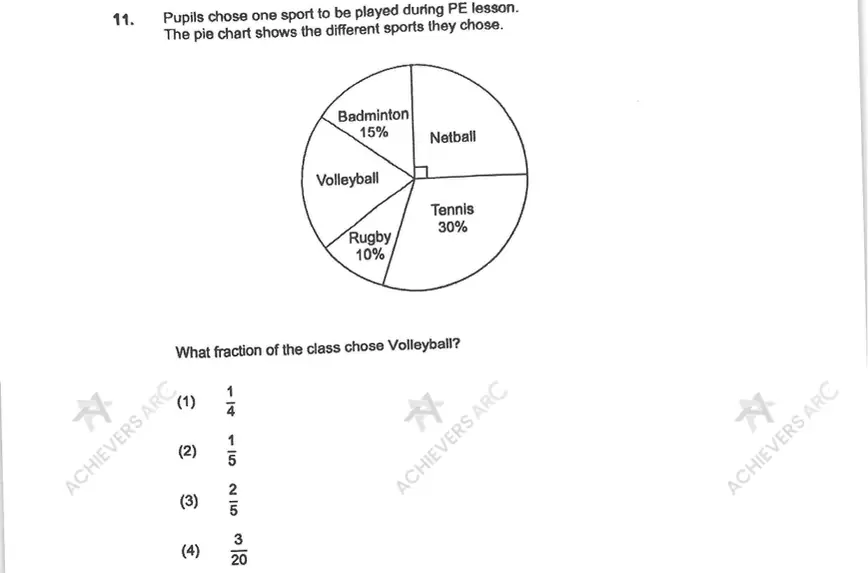 11. Pupils chose one sport to be played during PE lesson.
The pie chart shows the different sports they chose.
Badminton
15%
Netball
Volleyball
Tennis
30%
Rugby
10%
What fraction of the class chose Volleyball?
(1) 1/4
(2) 1/5
(3) 2/5
(4) 3/20
ACHIEVERS ARC
ACHIEVERS ARC
ACHIEVERS ARC